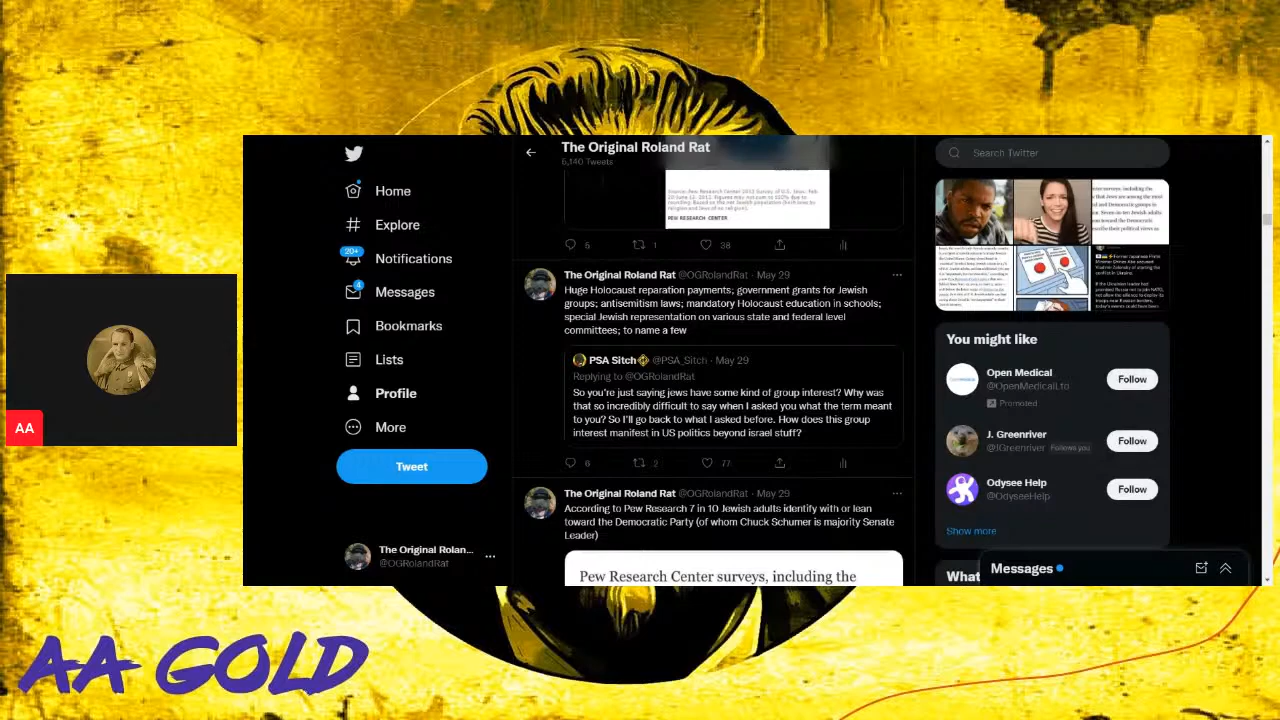 Home
Explore
20+
Notifications
4
Messages
Bookmarks
Lists
Profile
More
Tweet
The Original Rolan...
@OGRolandRat
The Original Roland Rat
5,140 Tweets
PEW RESEARCH CENTER
5
1
38
The Original Roland Rat @OGRolandRat · May 29
Huge Holocaust reparation payments; government grants for Jewish
groups; antisemitism laws; mandatory Holocaust education in schools;
special Jewish representation on various state and federal level
committees; to name a few
PSA Sitch @PSA_Sitch · May 29
Replying to @OGRolandRat
So you're just saying jews have some kind of group interest? Why was
that so incredibly difficult to say when I asked you what the term meant
to you? So I'll go back to what I asked before. How does this group
interest manifest in US politics beyond israel stuff?
6
2
77
The Original Roland Rat @OGRolandRat · May 29
According to Pew Research 7 in 10 Jewish adults identify with or lean
toward the Democratic Party (of whom Chuck Schumer is majority Senate
Leader)
Pew Research Center surveys, including the
Search Twitter
You might like
Open Medical
@OpenMedicalLtd
Promoted
Follow
J. Greenriver
@JGreenriver Follows you
Follow
Odysee Help
@OdyseeHelp
Follow
Show more
What
Messages
AA
AA GOLD